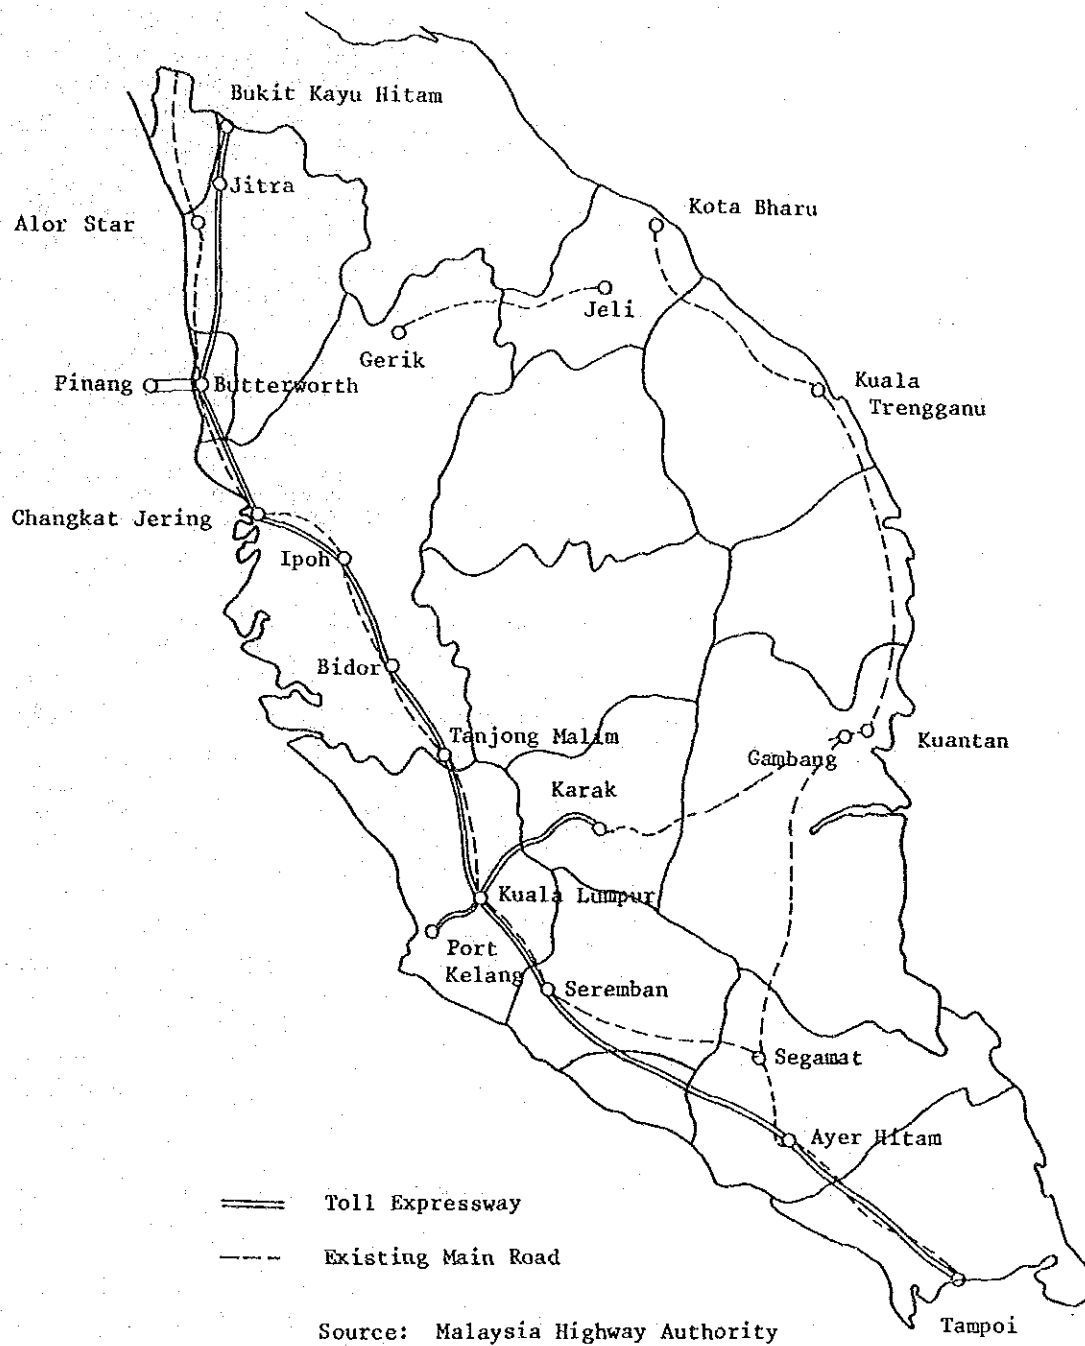 Bukit Kayu Hitam
Jitra
Alor Star
Kota Bharu
Jeli
Gerik
Pinang
Butterworth
Kuala
Trengganu
Changkat Jering
Ipoh
Bidor
Tanjong Malim
Gambang
Kuantan
Karak
Kuala Lumpur
Port
Kelang
Seremban
Segamat
Ayer Hitam
Toll Expressway
Existing Main Road
Tampoi
Source: Malaysia Highway Authority